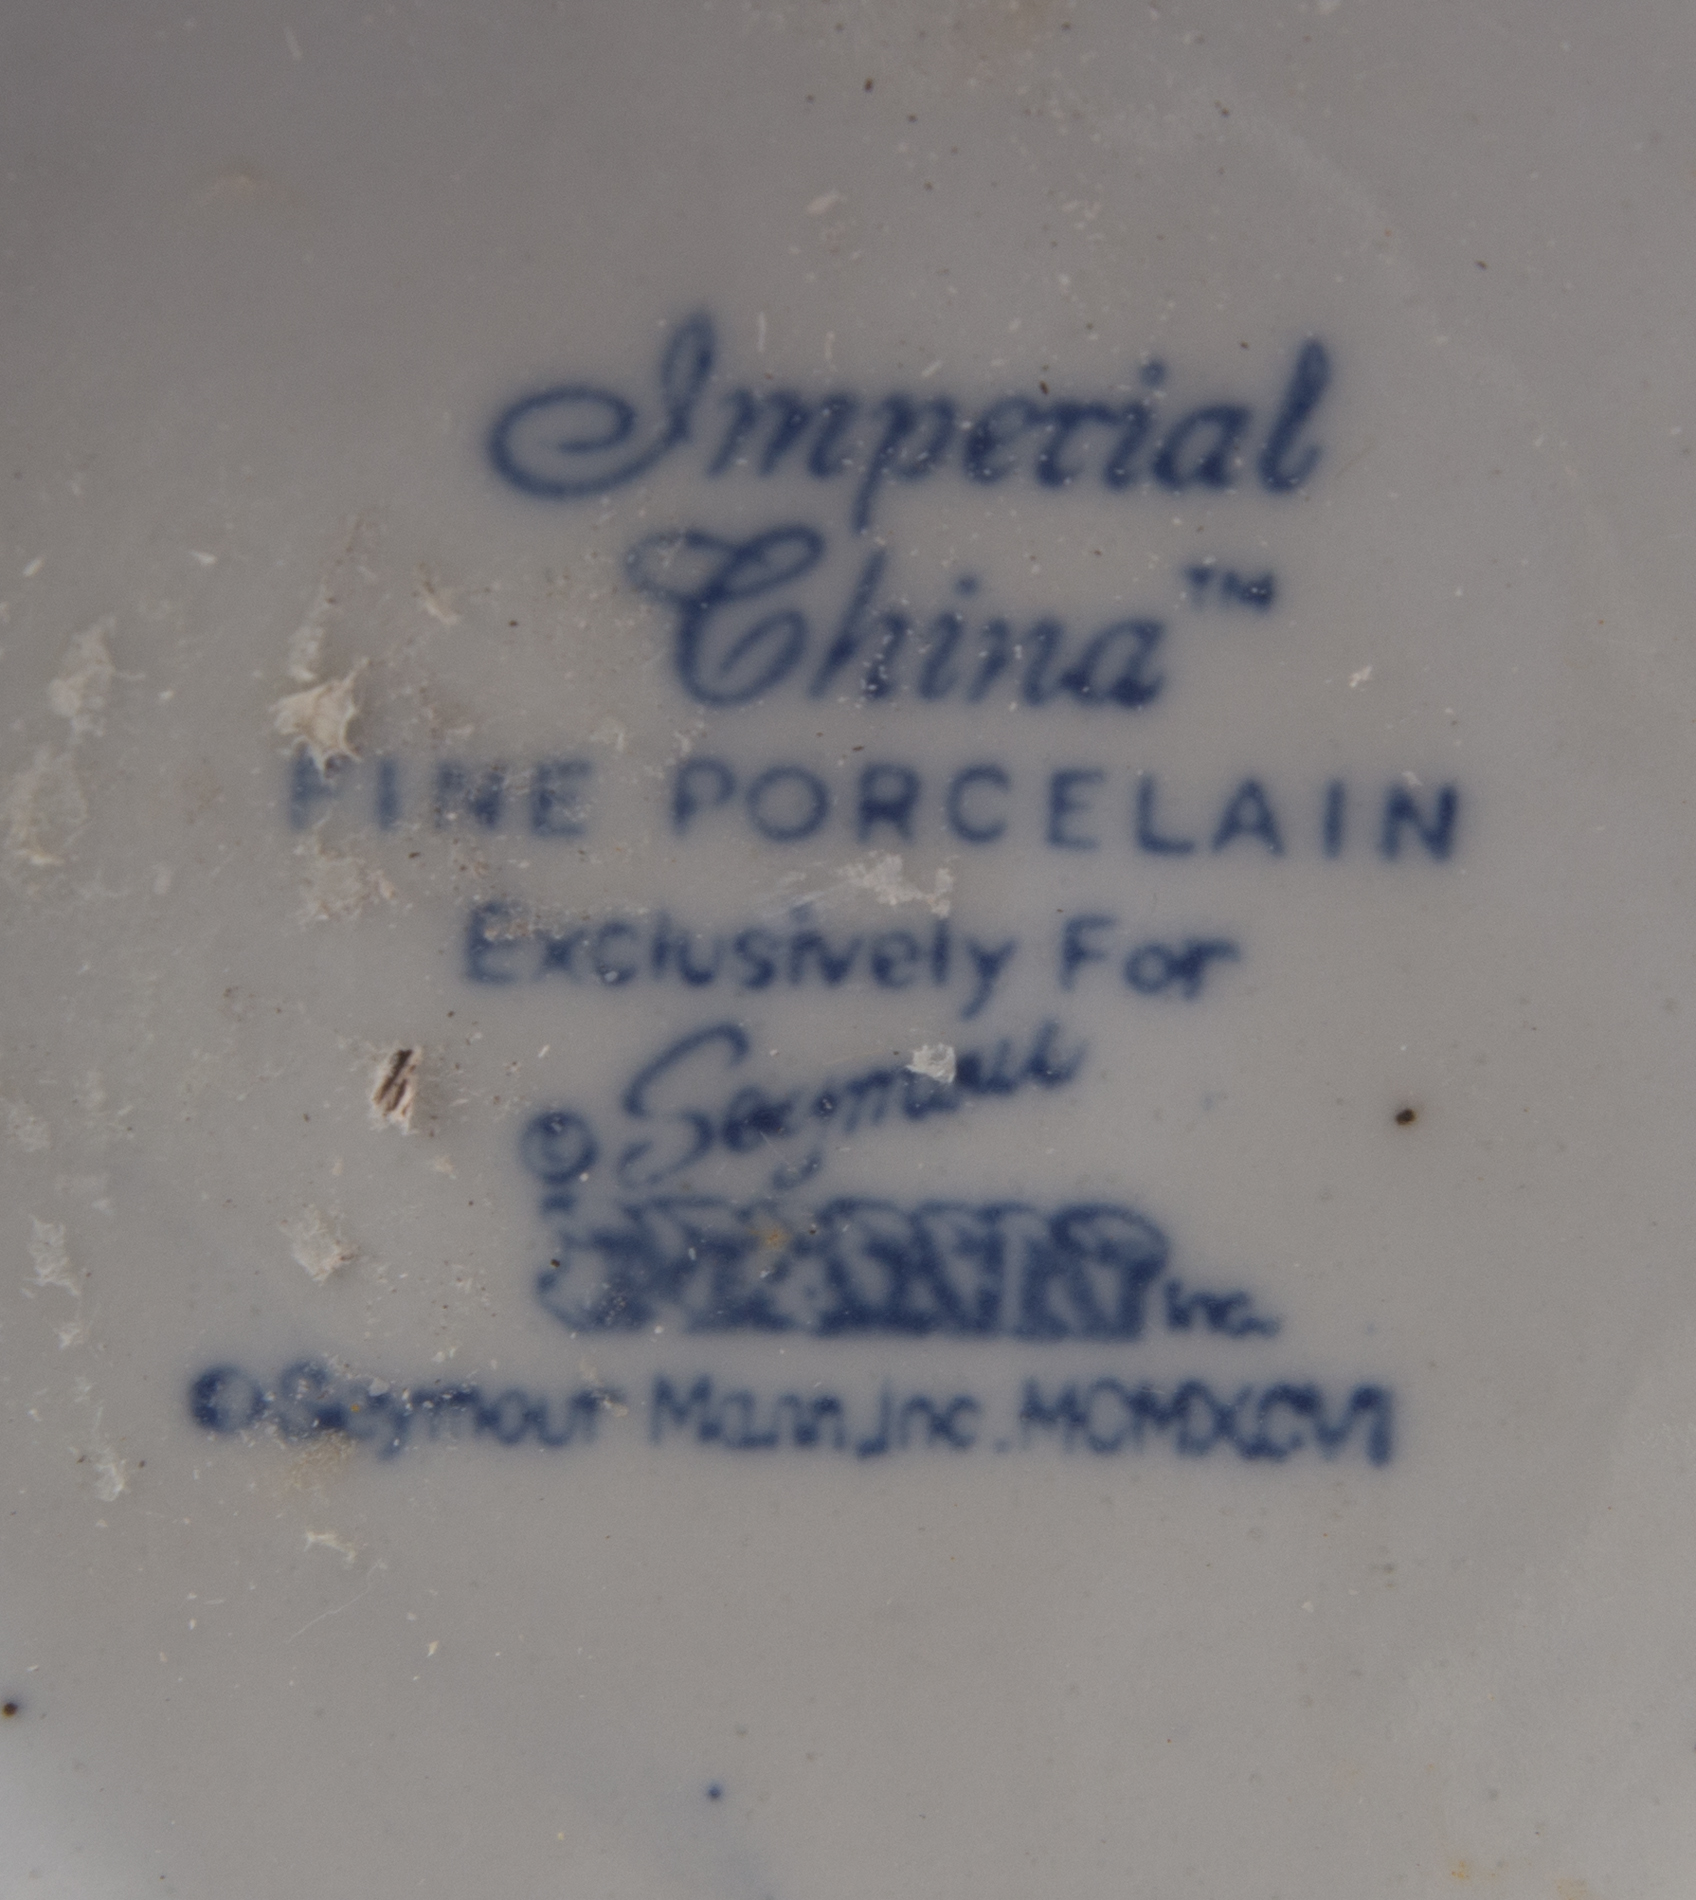 Imperial
China™
FINE PORCELAIN
Exclusively For
© Seymour
MANN Inc.
©Seymour Mann, Inc. MCMXCVI